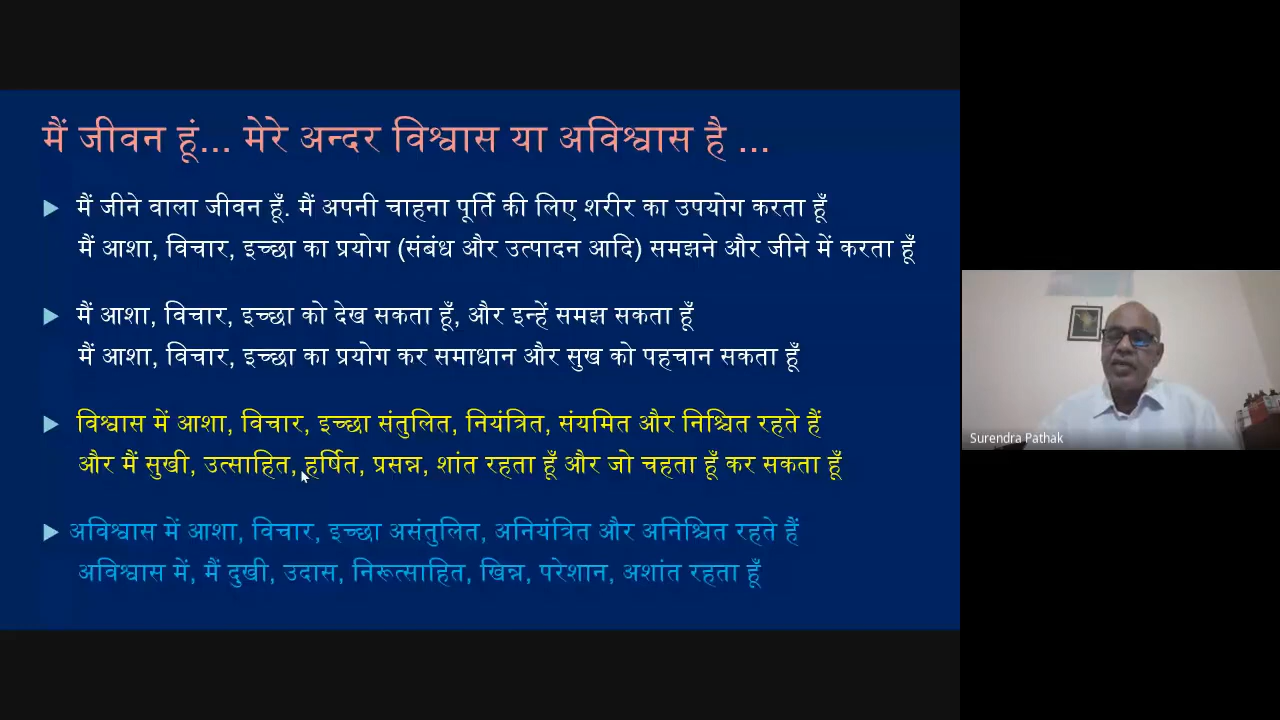 मैं जीवन हूं... मेरे अन्दर विश्वास या अविश्वास है ...
मैं जीने वाला जीवन हूँ. मैं अपनी चाहना पूर्ति की लिए शरीर का उपयोग करता हूँ
मैं आशा, विचार, इच्छा का प्रयोग (संबंध और उत्पादन आदि) समझने और जीने में करता हूँ
मैं आशा, विचार, इच्छा को देख सकता हूँ, और इन्हें समझ सकता हूँ
मैं आशा, विचार, इच्छा का प्रयोग कर समाधान और सुख को पहचान सकता हूँ
विश्वास में आशा, विचार, इच्छा संतुलित, नियंत्रित, संयमित और निश्चित रहते हैं
और मैं सुखी, उत्साहित, हर्षित, प्रसन्न, शांत रहता हूँ और जो चहता हूँ कर सकता हूँ
अविश्वास में आशा, विचार, इच्छा असंतुलित, अनियंत्रित और अनिश्चित रहते हैं
अविश्वास में, मैं दुखी, उदास, निरूत्साहित, खिन्न, परेशान, अशांत रहता हूँ
Surendra Pathak